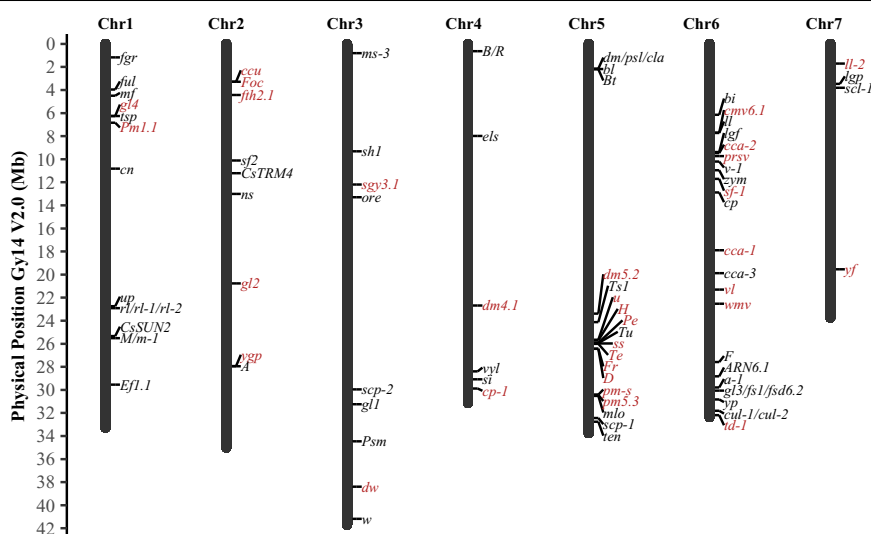 Chr1
Chr2
Chr3
Chr4
Chr5
Chr6
Chr7
Physical Position Gy14 V2.0 (Mb)
0
2
4
6
8
10
12
14
16
18
20
22
24
26
28
30
32
34
36
38
40
42
fgr
ful
mf
gl4
tsp
Pm1.1
cn
up
rl/rl-1/rl-2
CsSUN2
M/m-1
Ef1.1
ccu
Foc
fth2.1
sf2
CsTRM4
ns
gl2
vgp
A
ms-3
sh1
sgy3.1
ore
scp-2
gl1
Psm
dw
w
B/R
els
dm4.1
vyl
si
cp-1
dm/psl/cla
bl
Bt
dm5.2
Ts1
u
H
Pe
Tu
ss
Te
Fr
D
pm-s
pm5.3
mlo
scp-1
ten
bi
cmv6.1
ll
lgf
cca-2
prsv
v-1
zym
sf-1
cp
cca-1
cca-3
vl
wmv
F
ARN6.1
a-1
gl3/fs1/fsd6.2
yp
cul-1/cul-2
td-1
ll-2
lgp
scl-1
yf